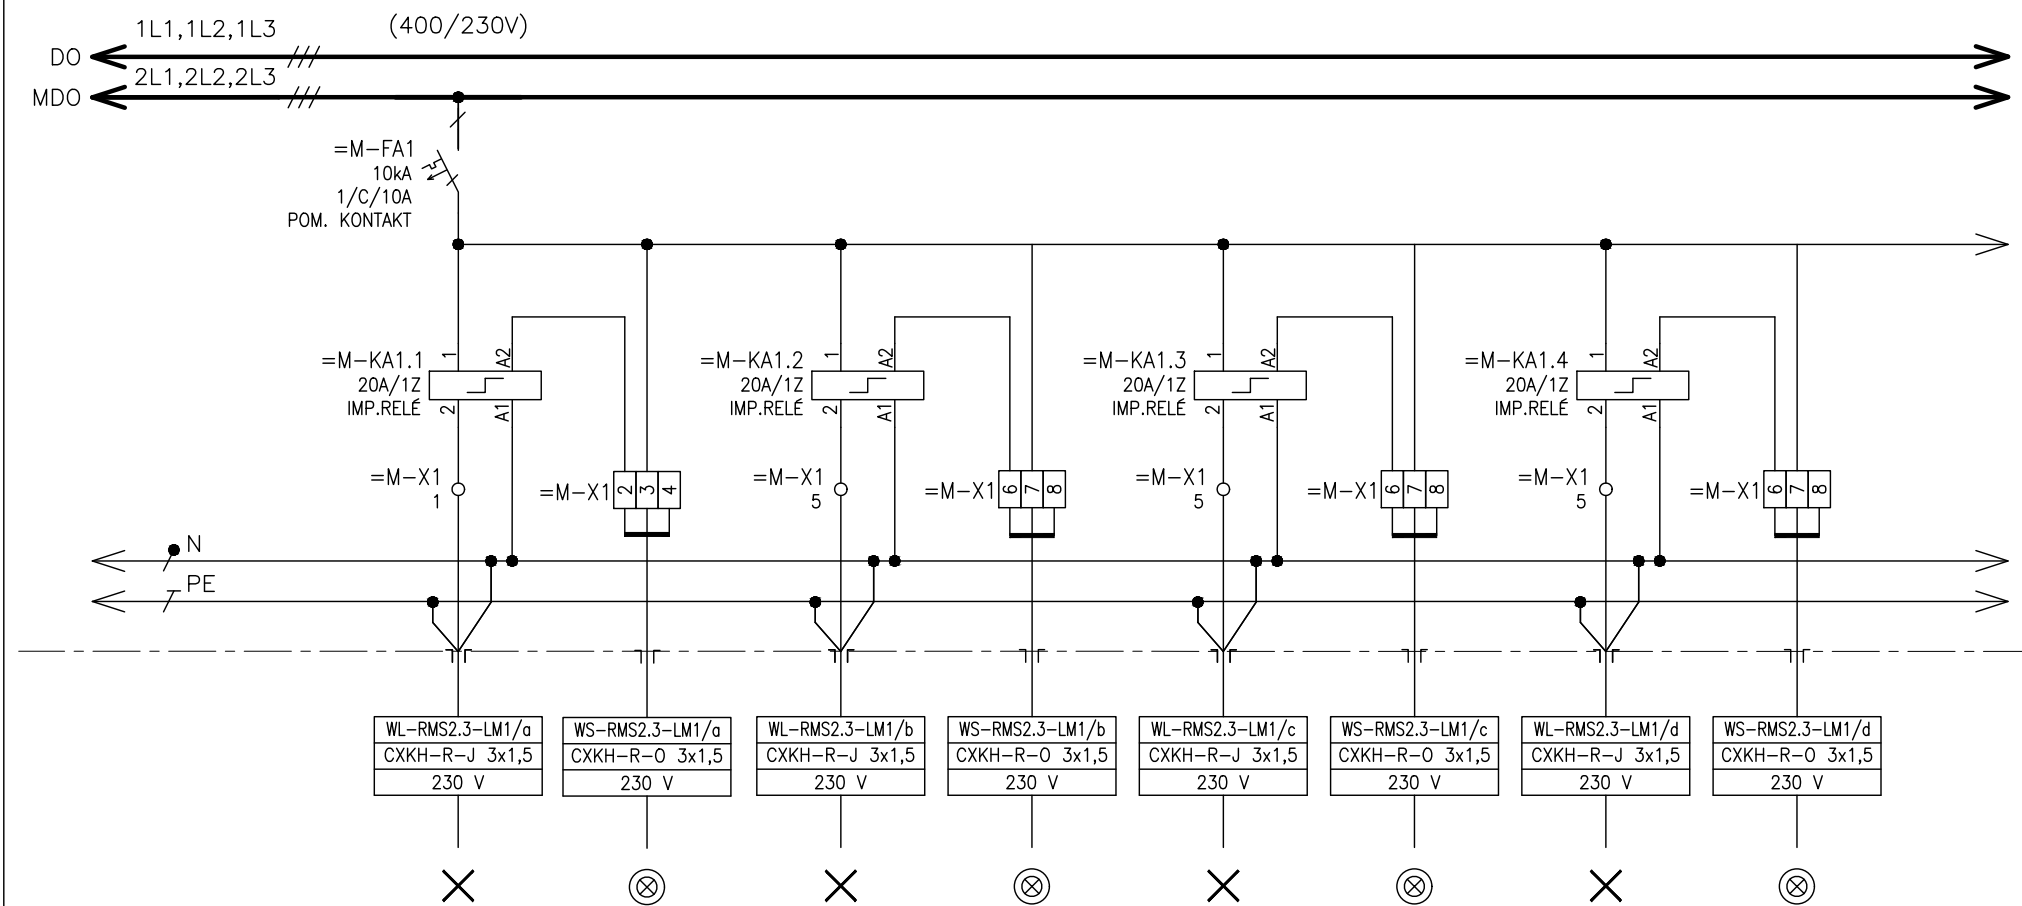 1L1,1L2,1L3 (400/230V)
DO
2L1,2L2,2L3
MDO
=M-FA1
10kA
1/C/10A
POM. KONTAKT
=M-KA1.1 1 A2
20A/1Z
IMP.RELÉ 2 A1
=M-KA1.2 1 A2
20A/1Z
IMP.RELÉ 2 A1
=M-KA1.3 1 A2
20A/1Z
IMP.RELÉ 2 A1
=M-KA1.4 1 A2
20A/1Z
IMP.RELÉ 2 A1
=M-X1
1
=M-X1 2 3 4
=M-X1
5
=M-X1 6 7 8
=M-X1
5
=M-X1 6 7 8
=M-X1
5
=M-X1 6 7 8
N
PE
WL-RMS2.3-LM1/a
CXKH-R-J 3x1,5
230 V
WS-RMS2.3-LM1/a
CXKH-R-O 3x1,5
230 V
WL-RMS2.3-LM1/b
CXKH-R-J 3x1,5
230 V
WS-RMS2.3-LM1/b
CXKH-R-O 3x1,5
230 V
WL-RMS2.3-LM1/c
CXKH-R-J 3x1,5
230 V
WS-RMS2.3-LM1/c
CXKH-R-O 3x1,5
230 V
WL-RMS2.3-LM1/d
CXKH-R-J 3x1,5
230 V
WS-RMS2.3-LM1/d
CXKH-R-O 3x1,5
230 V